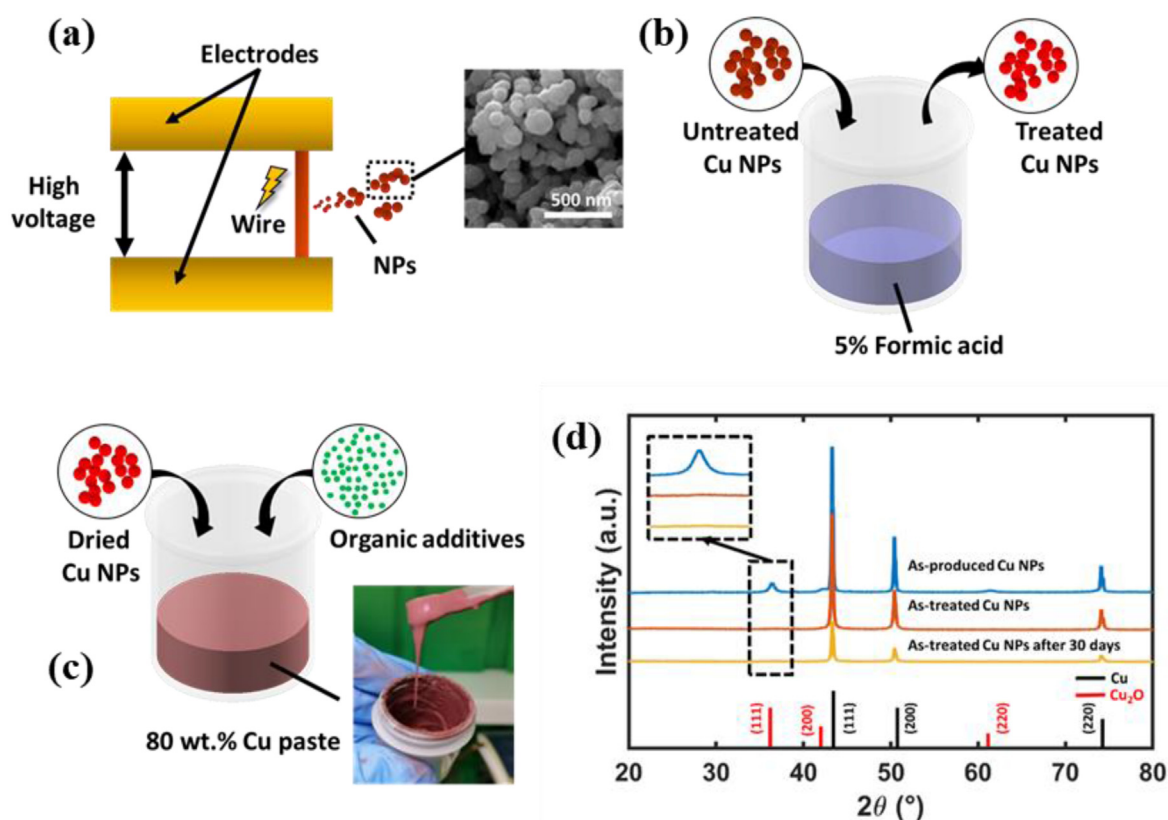 (a)
Electrodes
High
voltage
Wire
NPs
500 nm
(b)
Untreated
Cu NPs
Treated
Cu NPs
5% Formic acid
(c)
Dried
Cu NPs
Organic additives
80 wt.% Cu paste
(d)
Intensity (a.u.)
As-produced Cu NPs
As-treated Cu NPs
As-treated Cu NPs after 30 days
Cu
Cu₂O
(111)
(200)
(111)
(200)
(220)
(220)
20 30 40 50 60 70 80
2θ (°)